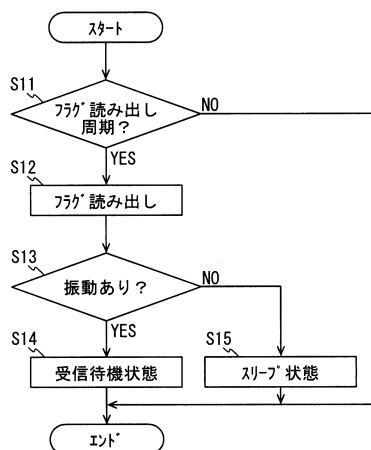 ｽﾀｰﾄ
S11
ﾌﾗｸﾞ読み出し
周期？
NO
YES
S12
ﾌﾗｸﾞ読み出し
S13
振動あり？
NO
YES
S14
受信待機状態
S15
ｽﾘｰﾌﾟ状態
ｴﾝﾄﾞ